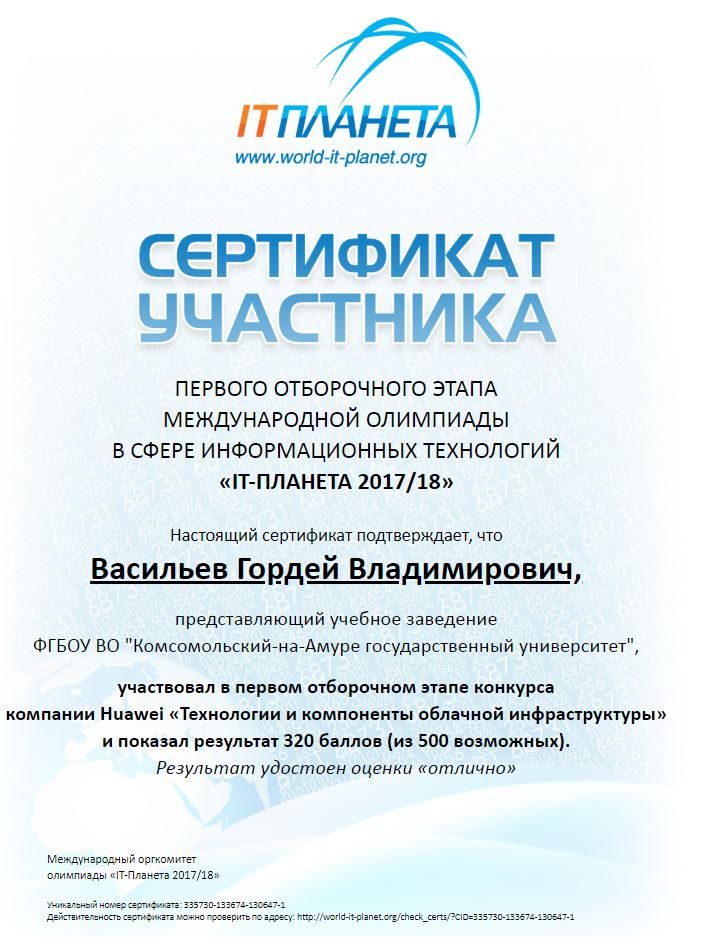 IT ПЛАНЕТА
www.world-it-planet.org
СЕРТИФИКАТ
УЧАСТНИКА
ПЕРВОГО ОТБОРОЧНОГО ЭТАПА
МЕЖДУНАРОДНОЙ ОЛИМПИАДЫ
В СФЕРЕ ИНФОРМАЦИОННЫХ ТЕХНОЛОГИЙ
«IT-ПЛАНЕТА 2017/18»
Настоящий сертификат подтверждает, что
Васильев Гордей Владимирович,
представляющий учебное заведение
ФГБОУ ВО "Комсомольский-на-Амуре государственный университет",
участвовал в первом отборочном этапе конкурса
компании Huawei «Технологии и компоненты облачной инфраструктуры»
и показал результат 320 баллов (из 500 возможных).
Результат удостоен оценки «отлично»
Международный оргкомитет
олимпиады «IT-Планета 2017/18»
Уникальный номер сертификата: 335730-133674-130647-1
Действительность сертификата можно проверить по адресу: http://world-it-planet.org/check_certs/?CID=335730-133674-130647-1